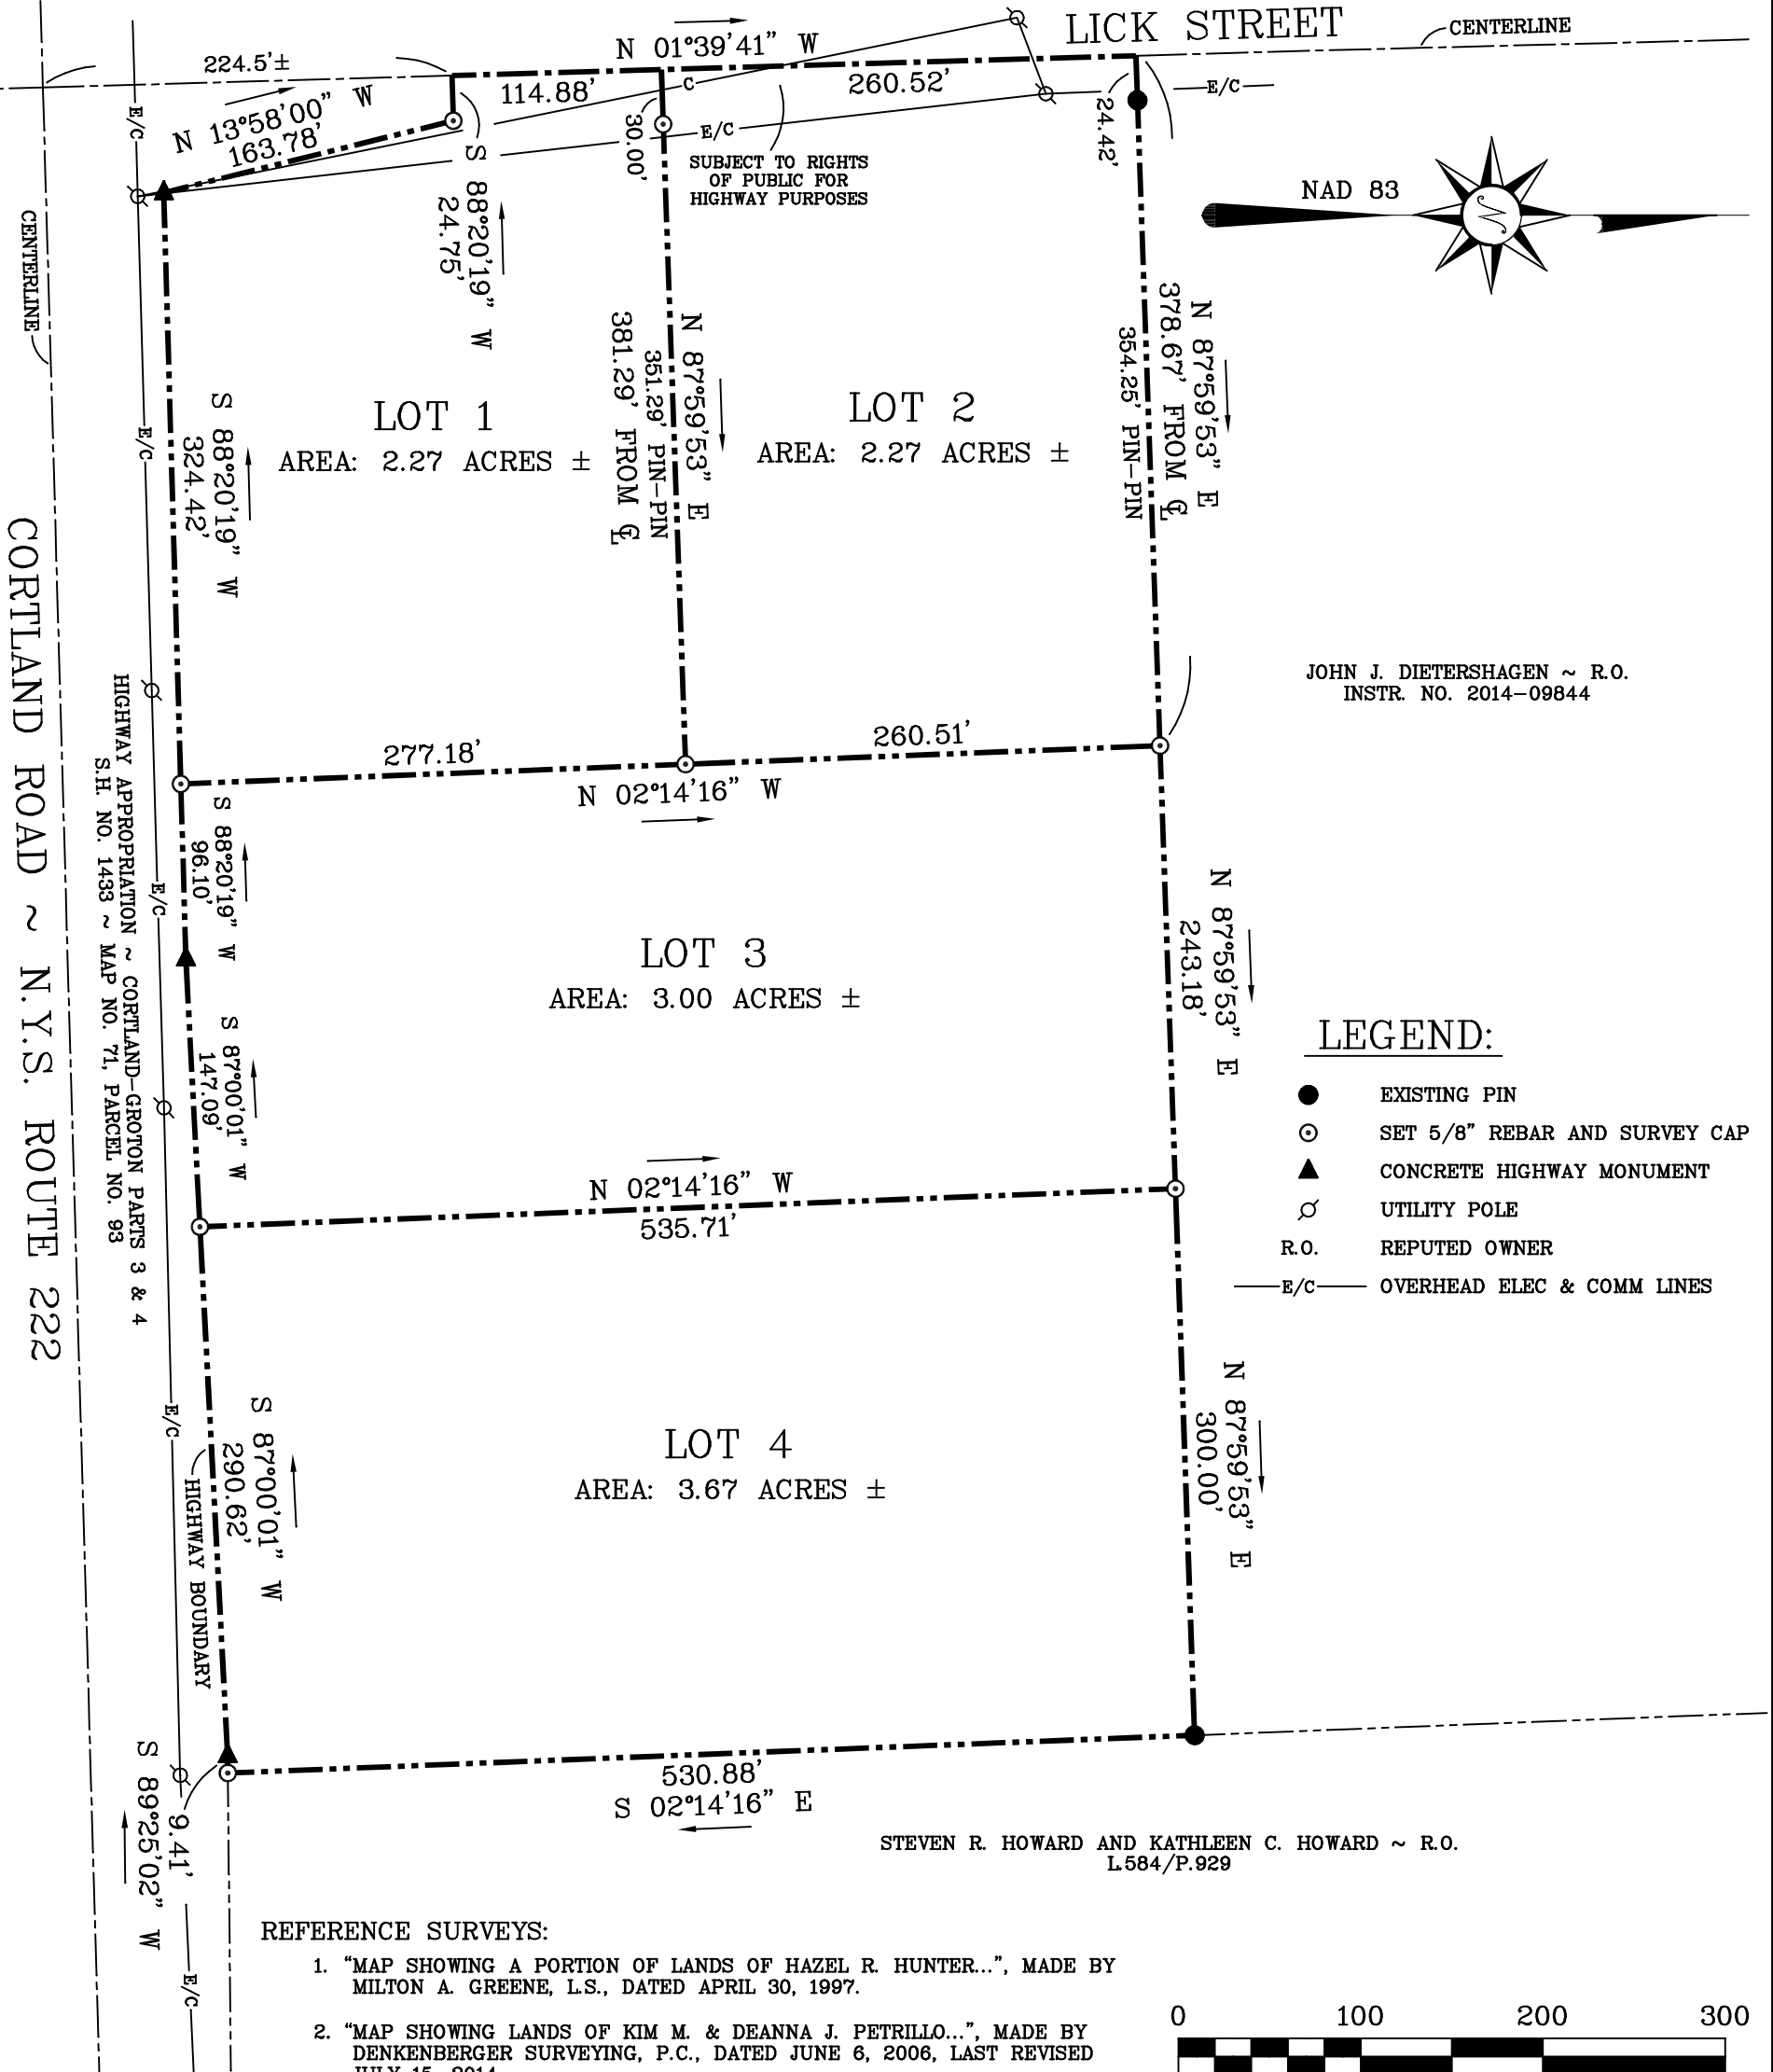 LICK STREET
CENTERLINE
224.5'±
N 01°39'41" W
114.88'
260.52'
N 13°58'00" W
163.78'
E/C
C
E/C
E/C
30.00'
24.42'
SUBJECT TO RIGHTS
OF PUBLIC FOR
HIGHWAY PURPOSES
NAD 83
N
CENTERLINE
S 88°20'19" W
24.75'
N 87°59'53" E
351.29' PIN-PIN
381.29' FROM ℄
N 87°59'53" E
378.67' FROM ℄
354.25' PIN-PIN
LOT 1
AREA: 2.27 ACRES ±
LOT 2
AREA: 2.27 ACRES ±
S 88°20'19" W
324.42'
E/C
CORTLAND ROAD ~ N.Y.S. ROUTE 222
HIGHWAY APPROPRIATION ~ CORTLAND-GROTON PARTS 3 & 4
S.H. NO. 1433 ~ MAP NO. 71, PARCEL NO. 93
JOHN J. DIETERSHAGEN ~ R.O.
INSTR. NO. 2014-09844
277.18'
260.51'
N 02°14'16" W
S 88°20'19" W
96.10'
E/C
N 87°59'53" E
243.18'
LOT 3
AREA: 3.00 ACRES ±
S 87°00'01" W
147.09'
N 02°14'16" W
535.71'
LEGEND:
EXISTING PIN
SET 5/8" REBAR AND SURVEY CAP
CONCRETE HIGHWAY MONUMENT
UTILITY POLE
R.O. REPUTED OWNER
E/C OVERHEAD ELEC & COMM LINES
E/C
S 87°00'01" W
290.62'
HIGHWAY BOUNDARY
LOT 4
AREA: 3.67 ACRES ±
N 87°59'53" E
300.00'
530.88'
S 02°14'16" E
9.41'
S 89°25'02" W
E/C
STEVEN R. HOWARD AND KATHLEEN C. HOWARD ~ R.O.
L.584/P.929
REFERENCE SURVEYS:
1. "MAP SHOWING A PORTION OF LANDS OF HAZEL R. HUNTER...", MADE BY
MILTON A. GREENE, L.S., DATED APRIL 30, 1997.
2. "MAP SHOWING LANDS OF KIM M. & DEANNA J. PETRILLO...", MADE BY
DENKENBERGER SURVEYING, P.C., DATED JUNE 6, 2006, LAST REVISED
JULY 15, 2014
0 100 200 300